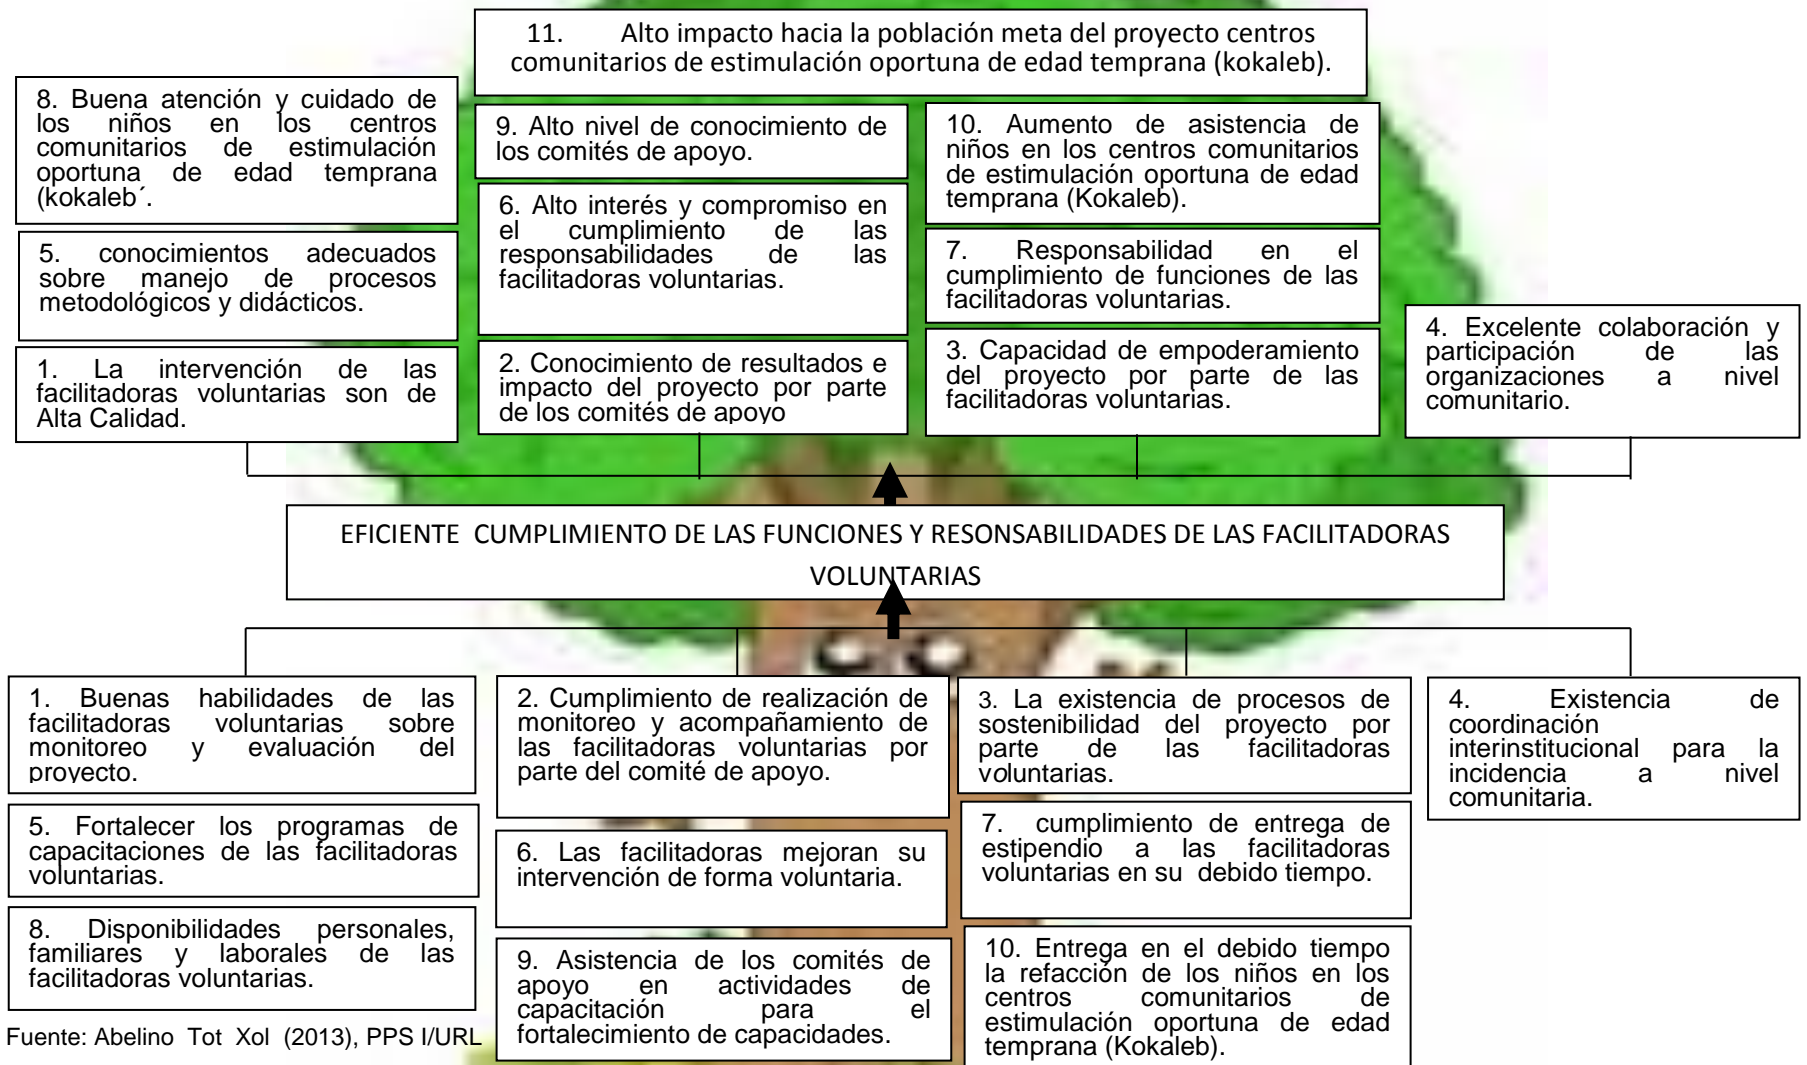 11. Alto impacto hacia la población meta del proyecto centros
comunitarios de estimulación oportuna de edad temprana (kokaleb).
8. Buena atención y cuidado de
los niños en los centros
comunitarios de estimulación
oportuna de edad temprana
(kokaleb´.
9. Alto nivel de conocimiento de
los comités de apoyo.
10. Aumento de asistencia de
niños en los centros comunitarios
de estimulación oportuna de edad
temprana (Kokaleb).
5. conocimientos adecuados
sobre manejo de procesos
metodológicos y didácticos.
6. Alto interés y compromiso en
el cumplimiento de las
responsabilidades de las
facilitadoras voluntarias.
7. Responsabilidad en el
cumplimiento de funciones de las
facilitadoras voluntarias.
1. La intervención de las
facilitadoras voluntarias son de
Alta Calidad.
2. Conocimiento de resultados e
impacto del proyecto por parte
de los comités de apoyo
3. Capacidad de empoderamiento
del proyecto por parte de las
facilitadoras voluntarias.
4. Excelente colaboración y
participación de las
organizaciones a nivel
comunitario.
EFICIENTE CUMPLIMIENTO DE LAS FUNCIONES Y RESONSABILIDADES DE LAS FACILITADORAS
VOLUNTARIAS
1. Buenas habilidades de las
facilitadoras voluntarias sobre
monitoreo y evaluación del
proyecto.
2. Cumplimiento de realización de
monitoreo y acompañamiento de
las facilitadoras voluntarias por
parte del comité de apoyo.
3. La existencia de procesos de
sostenibilidad del proyecto por
parte de las facilitadoras
voluntarias.
4. Existencia de
coordinación
interinstitucional para la
incidencia a nivel
comunitaria.
5. Fortalecer los programas de
capacitaciones de las facilitadoras
voluntarias.
6. Las facilitadoras mejoran su
intervención de forma voluntaria.
7. cumplimiento de entrega de
estipendio a las facilitadoras
voluntarias en su debido tiempo.
8. Disponibilidades personales,
familiares y laborales de las
facilitadoras voluntarias.
9. Asistencia de los comités de
apoyo en actividades de
capacitación para el
fortalecimiento de capacidades.
10. Entrega en el debido tiempo
la refacción de los niños en los
centros comunitarios de
estimulación oportuna de edad
temprana (Kokaleb).
Fuente: Abelino Tot Xol (2013), PPS I/URL